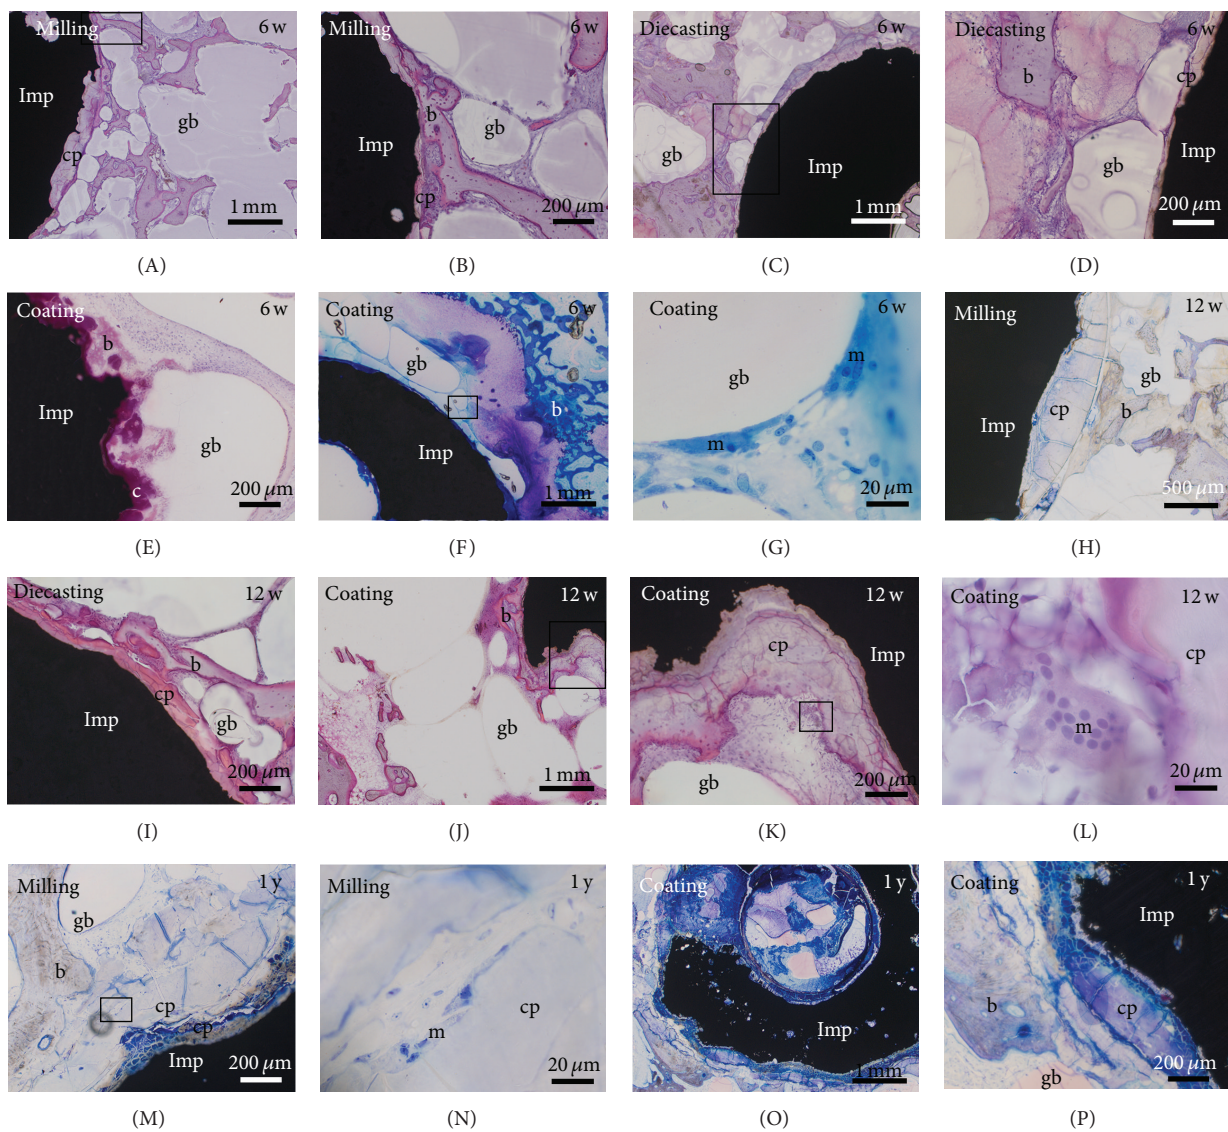 Milling 6 w
Imp
gb
cp
1 mm
(A)
Milling 6 w
b
gb
Imp
cp
200 μm
(B)
Diecasting 6 w
gb
Imp
1 mm
(C)
Diecasting 6 w
b
cp
gb
Imp
200 μm
(D)
Coating 6 w
b
Imp
gb
c
200 μm
(E)
Coating 6 w
gb
b
Imp
1 mm
(F)
Coating 6 w
m
gb
m
20 μm
(G)
Milling 12 w
gb
cp
b
Imp
500 μm
(H)
Diecasting 12 w
b
cp
Imp
gb
200 μm
(I)
Coating 12 w
b
Imp
gb
1 mm
(J)
Coating 12 w
cp
Imp
gb
200 μm
(K)
Coating 12 w
cp
m
20 μm
(L)
Milling 1 y
gb
b
cp
cp
Imp
200 μm
(M)
Milling 1 y
cp
m
20 μm
(N)
Coating 1 y
Imp
1 mm
(O)
Coating 1 y
Imp
b
cp
gb
200 μm
(P)